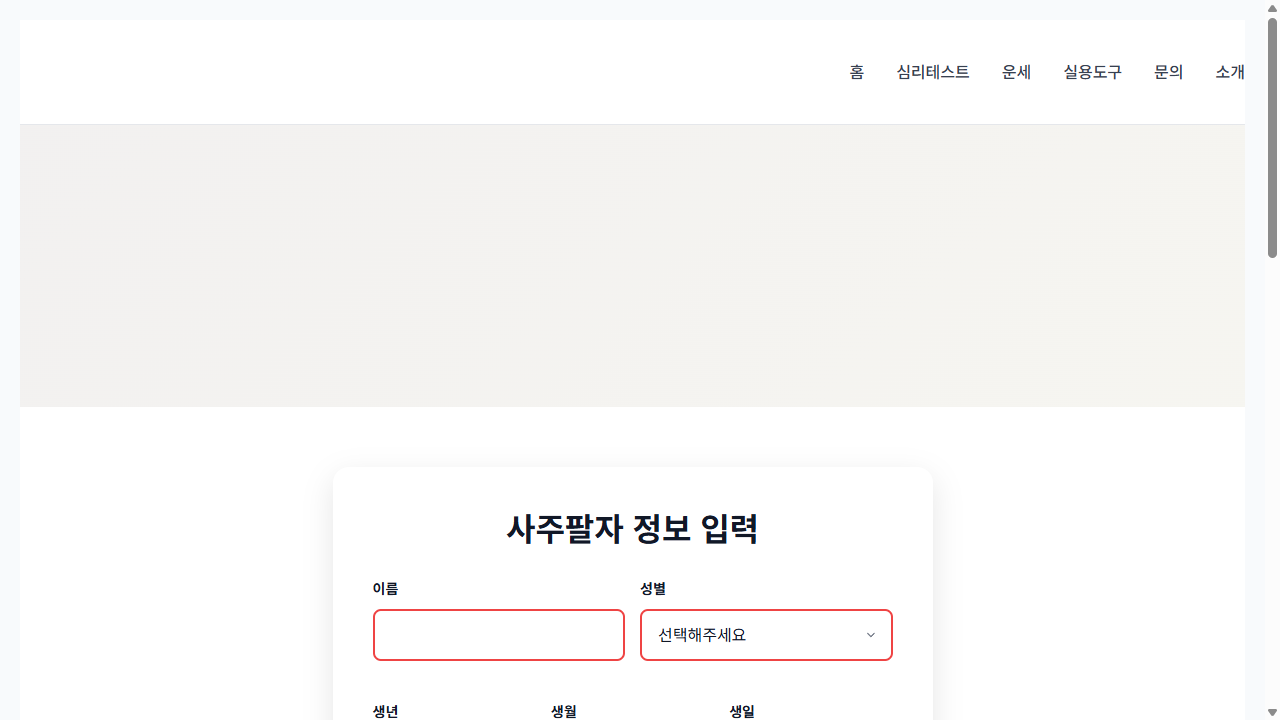 홈 심리테스트 운세 실용도구 문의 소개
사주팔자 정보 입력
이름 성별
선택해주세요
생년 생월 생일